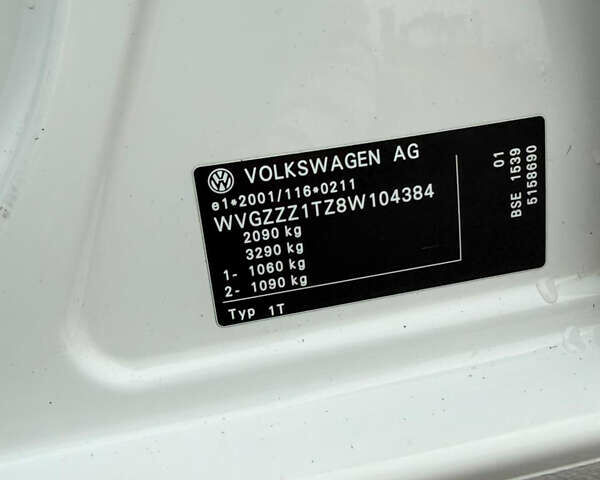 VOLKSWAGEN AG
e1*2001/116*0211
WVGZZZ1TZ8W104384
2090 kg
3290 kg
1- 1060 kg
2- 1090 kg
Typ 1T
01
BSE 1539
5158690